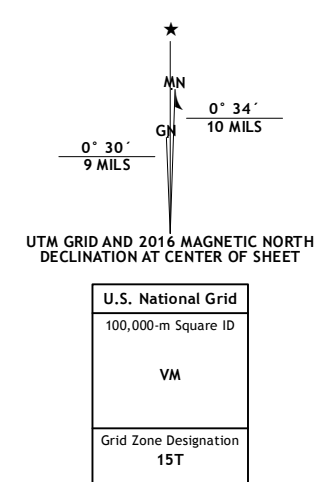 ★
MN
0° 34´
10 MILS
GN
0° 30´
9 MILS
UTM GRID AND 2016 MAGNETIC NORTH
DECLINATION AT CENTER OF SHEET
U.S. National Grid
100,000-m Square ID
VM
Grid Zone Designation
15T